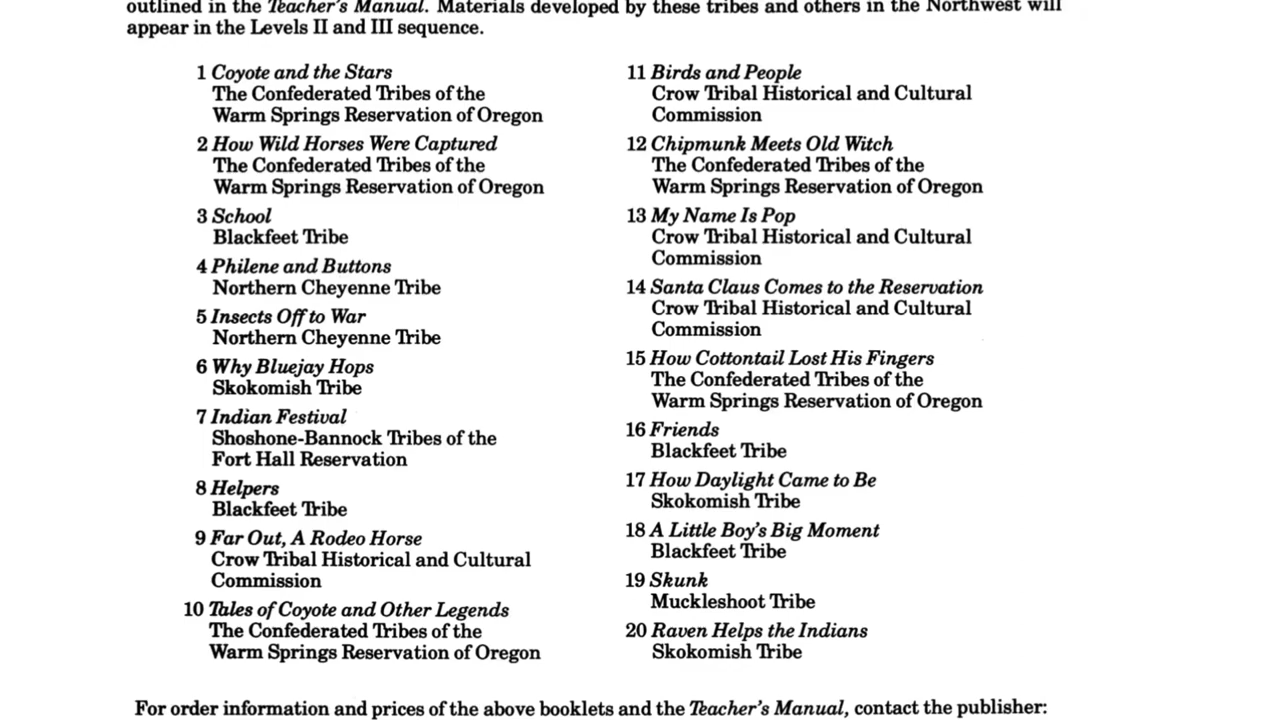 outlined in the Teacher's Manual. Materials developed by these tribes and others in the Northwest will
appear in the Levels II and III sequence.
1 Coyote and the Stars
The Confederated Tribes of the
Warm Springs Reservation of Oregon
2 How Wild Horses Were Captured
The Confederated Tribes of the
Warm Springs Reservation of Oregon
3 School
Blackfeet Tribe
4 Philene and Buttons
Northern Cheyenne Tribe
5 Insects Off to War
Northern Cheyenne Tribe
6 Why Bluejay Hops
Skokomish Tribe
7 Indian Festival
Shoshone-Bannock Tribes of the
Fort Hall Reservation
8 Helpers
Blackfeet Tribe
9 Far Out, A Rodeo Horse
Crow Tribal Historical and Cultural
Commission
10 Tales of Coyote and Other Legends
The Confederated Tribes of the
Warm Springs Reservation of Oregon
11 Birds and People
Crow Tribal Historical and Cultural
Commission
12 Chipmunk Meets Old Witch
The Confederated Tribes of the
Warm Springs Reservation of Oregon
13 My Name Is Pop
Crow Tribal Historical and Cultural
Commission
14 Santa Claus Comes to the Reservation
Crow Tribal Historical and Cultural
Commission
15 How Cottontail Lost His Fingers
The Confederated Tribes of the
Warm Springs Reservation of Oregon
16 Friends
Blackfeet Tribe
17 How Daylight Came to Be
Skokomish Tribe
18 A Little Boy's Big Moment
Blackfeet Tribe
19 Skunk
Muckleshoot Tribe
20 Raven Helps the Indians
Skokomish Tribe
For order information and prices of the above booklets and the Teacher's Manual, contact the publisher: